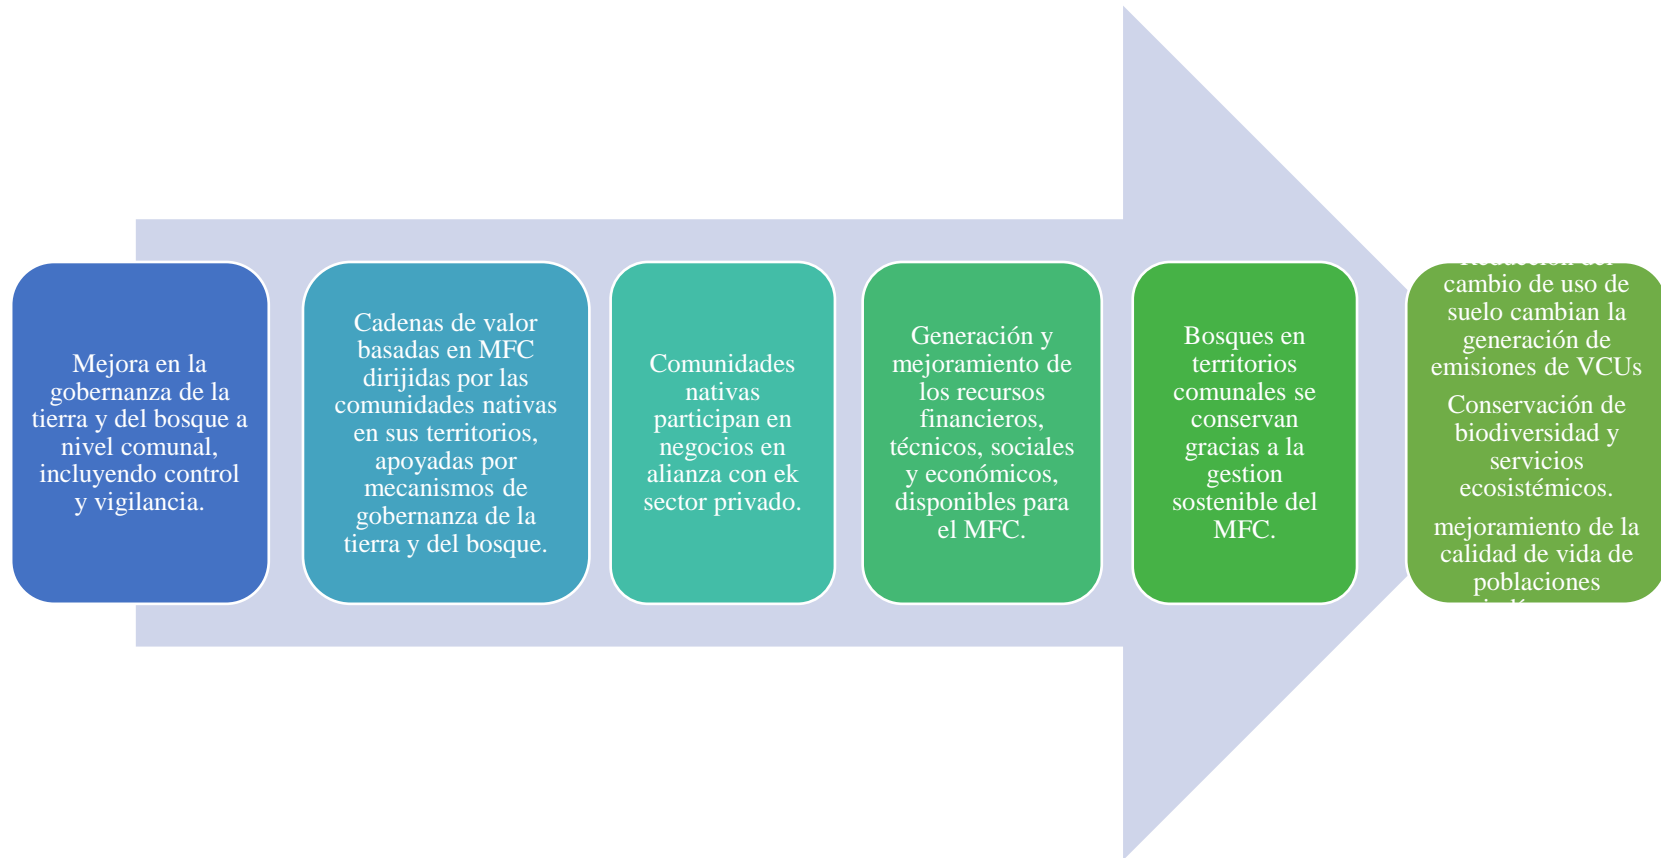 Mejora en la
gobernanza de la
tierra y del bosque a
nivel comunal,
incluyendo control
y vigilancia.
Cadenas de valor
basadas en MFC
dirijidas por las
comunidades nativas
en sus territorios,
apoyadas por
mecanismos de
gobernanza de la
tierra y del bosque.
Comunidades
nativas
participan en
negocios en
alianza con ek
sector privado.
Generación y
mejoramiento de
los recursos
financieros,
técnicos, sociales
y económicos,
disponibles para
el MFC.
Bosques en
territorios
comunales se
conservan
gracias a la
gestion
sostenible del
MFC.
Reducción del
cambio de uso de
suelo cambian la
generación de
emisiones de VCUs
Conservación de
biodiversidad y
servicios
ecosistémicos.
mejoramiento de la
calidad de vida de
poblaciones